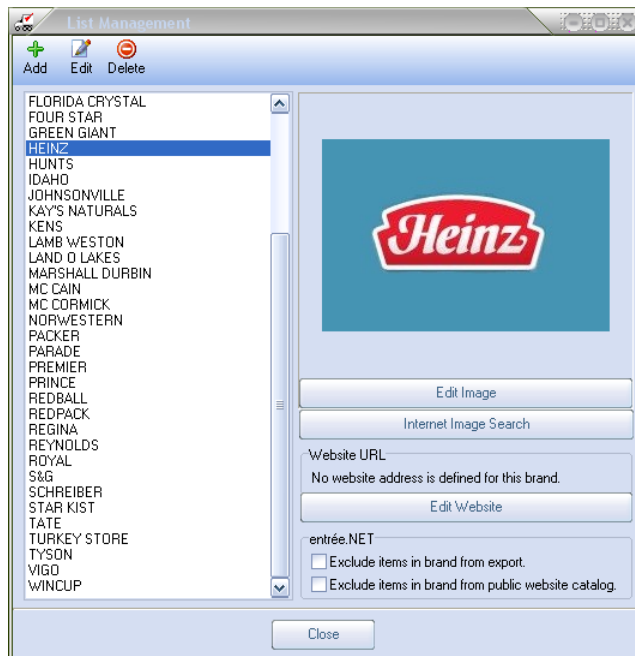 List Management
Add Edit Delete
FLORIDA CRYSTAL
FOUR STAR
GREEN GIANT
HEINZ
HUNTS
IDAHO
JOHNSONVILLE
KAY'S NATURALS
KENS
LAMB WESTON
LAND O LAKES
MARSHALL DURBIN
MC CAIN
MC CORMICK
NORWESTERN
PACKER
PARADE
PREMIER
PRINCE
REDBALL
REDPACK
REGINA
REYNOLDS
ROYAL
S&G
SCHREIBER
STAR KIST
TATE
TURKEY STORE
TYSON
VIGO
WINCUP
Heinz
Edit Image
Internet Image Search
Website URL
No website address is defined for this brand.
Edit Website
entrée.NET
Exclude items in brand from export.
Exclude items in brand from public website catalog.
Close